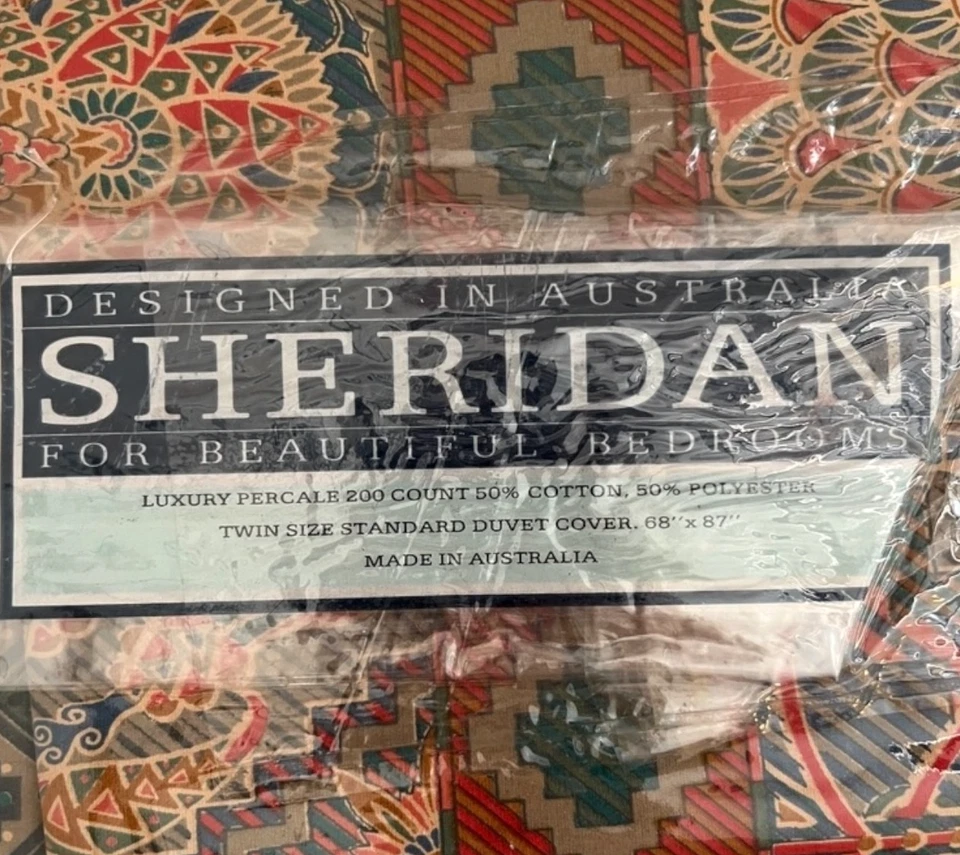 DESIGNED IN AUSTRALIA
SHERIDAN
FOR BEAUTIFUL BEDROOMS
LUXURY PERCALE 200 COUNT 50% COTTON, 50% POLYESTER
TWIN SIZE STANDARD DUVET COVER. 68"x 87"
MADE IN AUSTRALIA